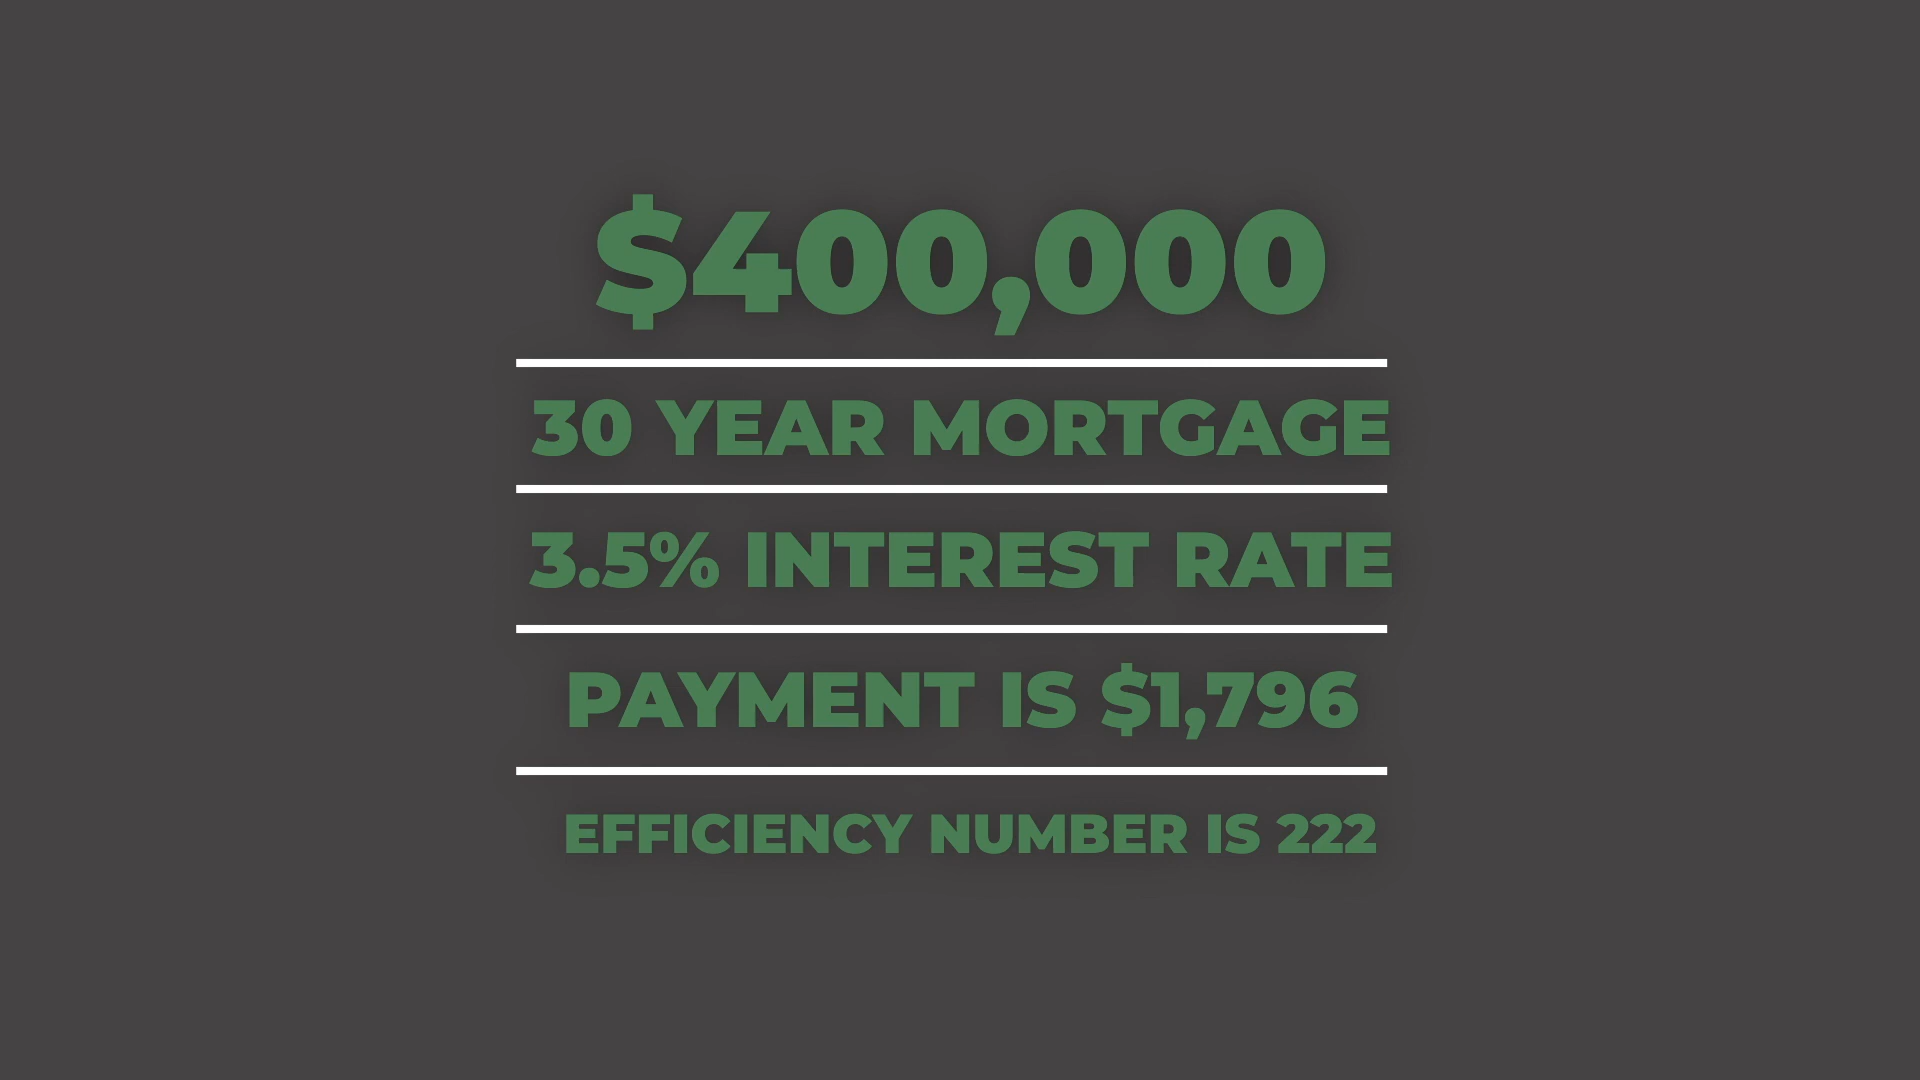 $400,000
30 YEAR MORTGAGE
3.5% INTEREST RATE
PAYMENT IS $1,796
EFFICIENCY NUMBER IS 222